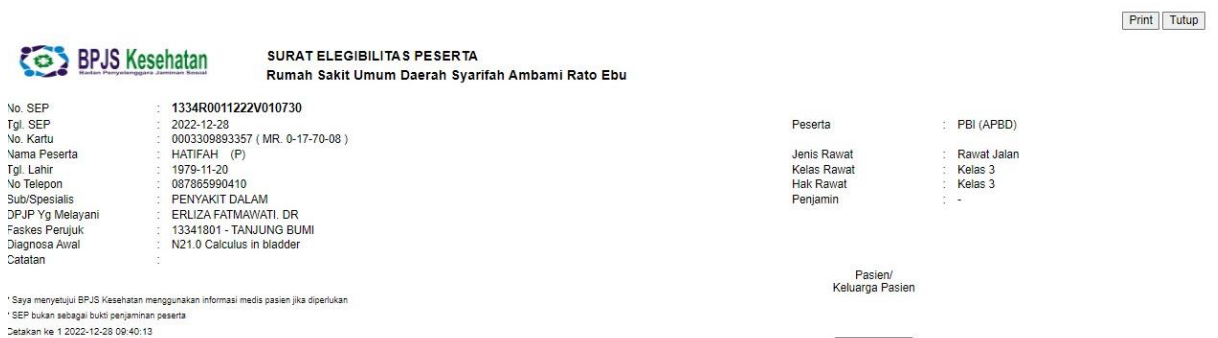 Print Tutup
BPJS Kesehatan
Badan Penyelenggara Jaminan Sosial
SURAT ELEGIBILITAS PESERTA
Rumah Sakit Umum Daerah Syarifah Ambami Rato Ebu
No. SEP : 1334R0011222V010730
Tgl. SEP : 2022-12-28
No. Kartu : 0003309893357 ( MR. 0-17-70-08 )
Nama Peserta : HATIFAH (P)
Tgl. Lahir : 1979-11-20
No Telepon : 087865990410
Sub/Spesialis : PENYAKIT DALAM
DPJP Yg Melayani : ERLIZA FATMAWATI. DR
Faskes Perujuk : 13341801 - TANJUNG BUMI
Diagnosa Awal : N21.0 Calculus in bladder
Catatan :
Peserta : PBI (APBD)
Jenis Rawat : Rawat Jalan
Kelas Rawat : Kelas 3
Hak Rawat : Kelas 3
Penjamin : -
Pasien/
Keluarga Pasien
* Saya menyetujui BPJS Kesehatan menggunakan informasi medis pasien jika diperlukan
* SEP bukan sebagai bukti penjaminan peserta
Cetakan ke 1 2022-12-28 09:40:13